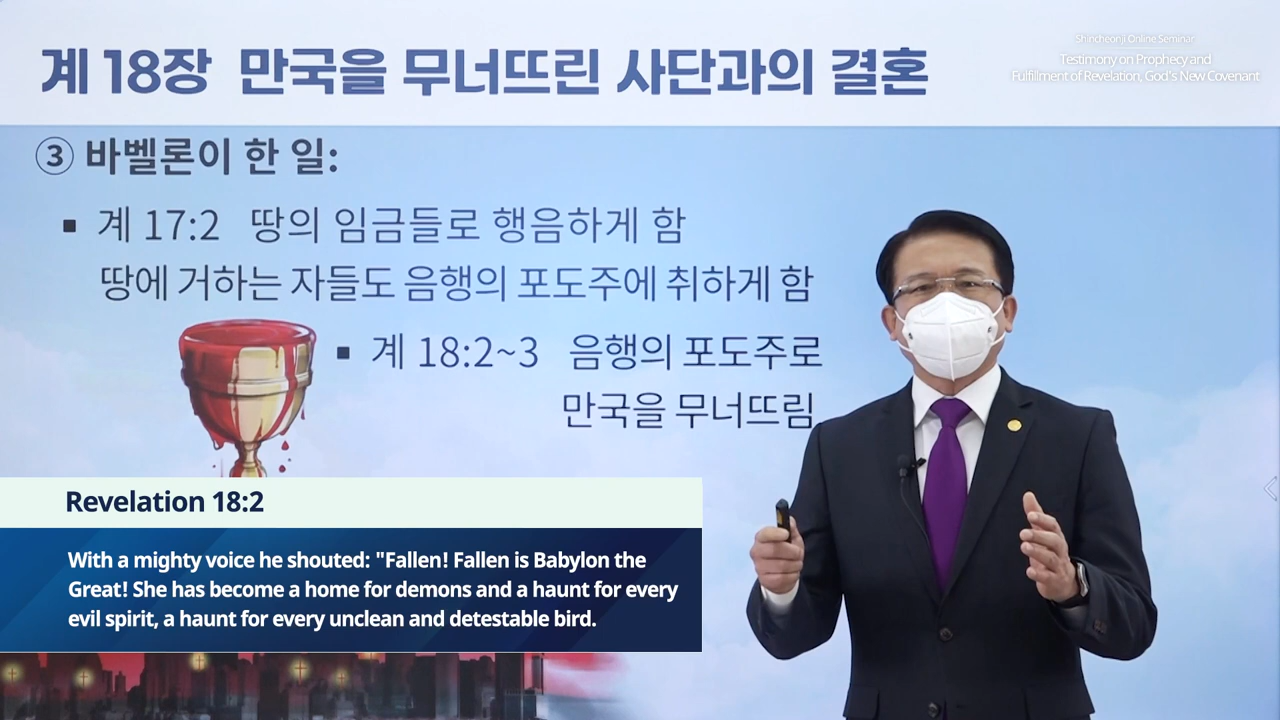 계 18장 만국을 무너뜨린 사단과의 결혼
Shincheonji Online Seminar
Testimony on Prophecy and
Fulfillment of Revelation, God's New Covenant
③ 바벨론이 한 일:
▪ 계 17:2 땅의 임금들로 행음하게 함
땅에 거하는 자들도 음행의 포도주에 취하게 함
▪ 계 18:2~3 음행의 포도주로
만국을 무너뜨림
Revelation 18:2
With a mighty voice he shouted: "Fallen! Fallen is Babylon the
Great! She has become a home for demons and a haunt for every
evil spirit, a haunt for every unclean and detestable bird.